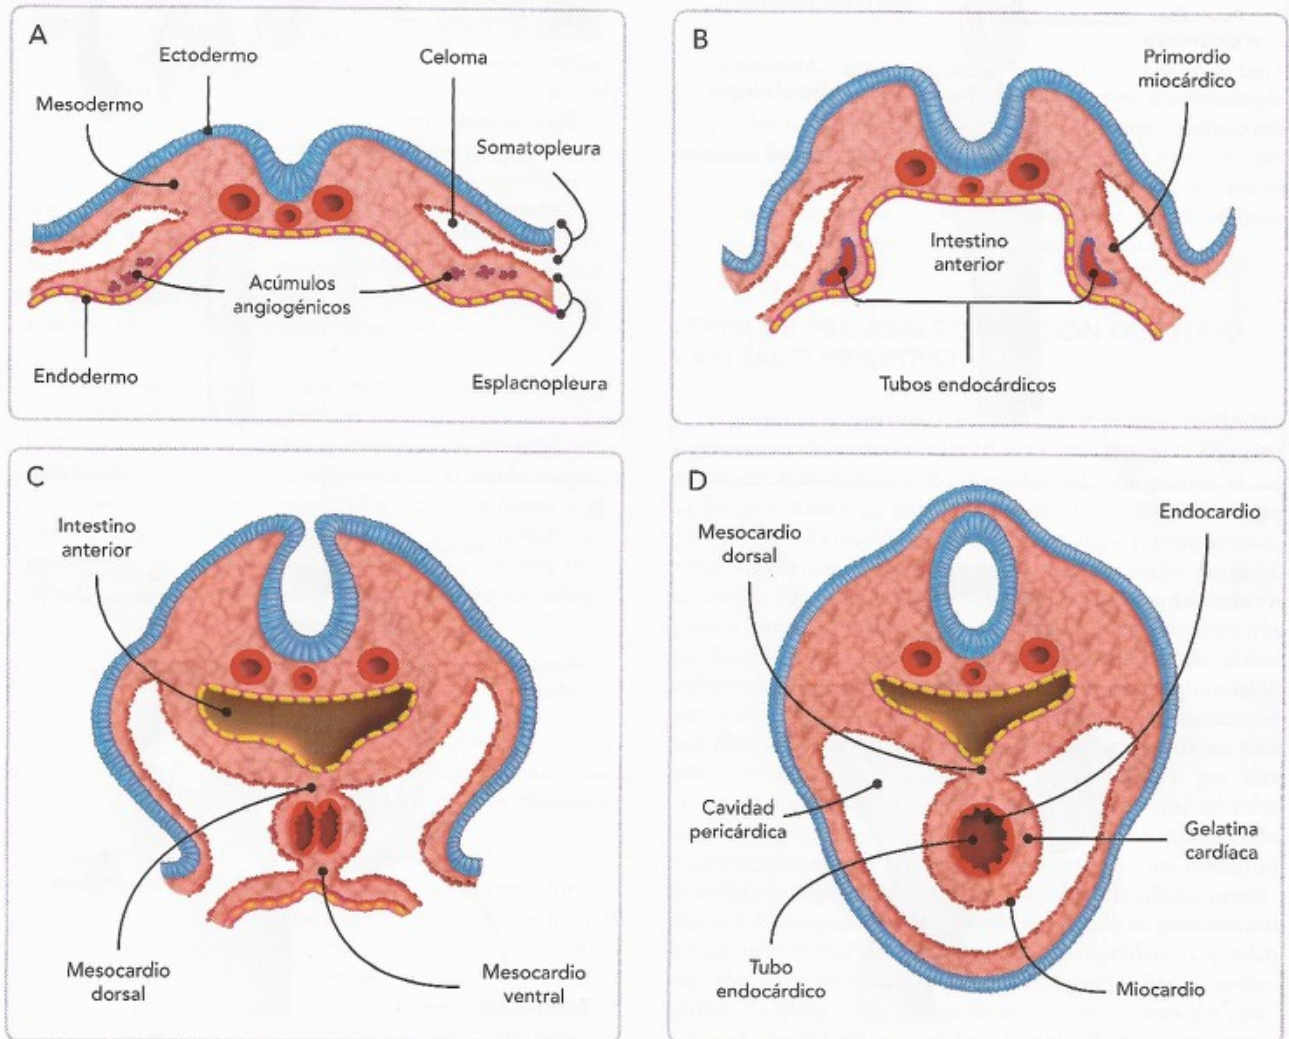 A
Ectodermo
Celoma
Mesodermo
Somatopleura
Acúmulos
angiogénicos
Endodermo
Esplacnopleura
B
Primordio
miocárdico
Intestino
anterior
Tubos endocárdicos
C
Intestino
anterior
Mesocardio
dorsal
Mesocardio
ventral
D
Mesocardio
dorsal
Endocardio
Cavidad
pericárdica
Gelatina
cardíaca
Tubo
endocárdico
Miocardio